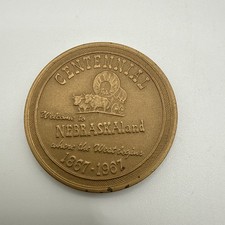 CENTENNIAL
Welcome to
NEBRASKAland
where the West begins
1867-1967